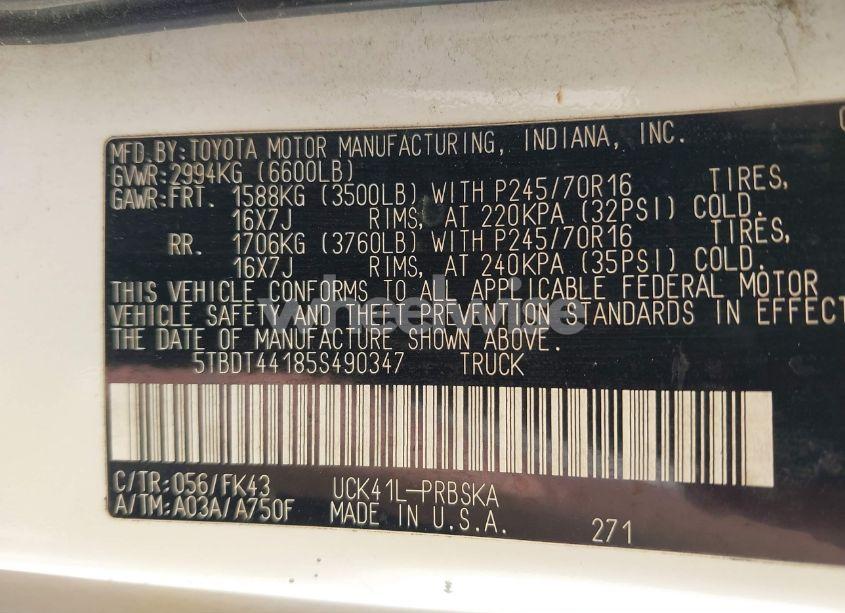 MFD.BY:TOYOTA MOTOR MANUFACTURING, INDIANA, INC.
GVWR:2994KG (6600LB)
GAWR:FRT. 1588KG (3500LB) WITH P245/70R16 TIRES,
16X7J RIMS, AT 220KPA (32PSI) COLD.
RR. 1706KG (3760LB) WITH P245/70R16 TIRES,
16X7J RIMS, AT 240KPA (35PSI) COLD.
THIS VEHICLE CONFORMS TO ALL APPLICABLE FEDERAL MOTOR
VEHICLE SAFETY AND THEFT PREVENTION STANDARDS IN EFFECT
THE DATE OF MANUFACTURE SHOWN ABOVE.
wheelwire
5TBDT44185S490347 TRUCK
C/TR:056/FK43 UCK41L-PRBSKA
A/TM:A03A/A750F MADE IN U.S.A. 271